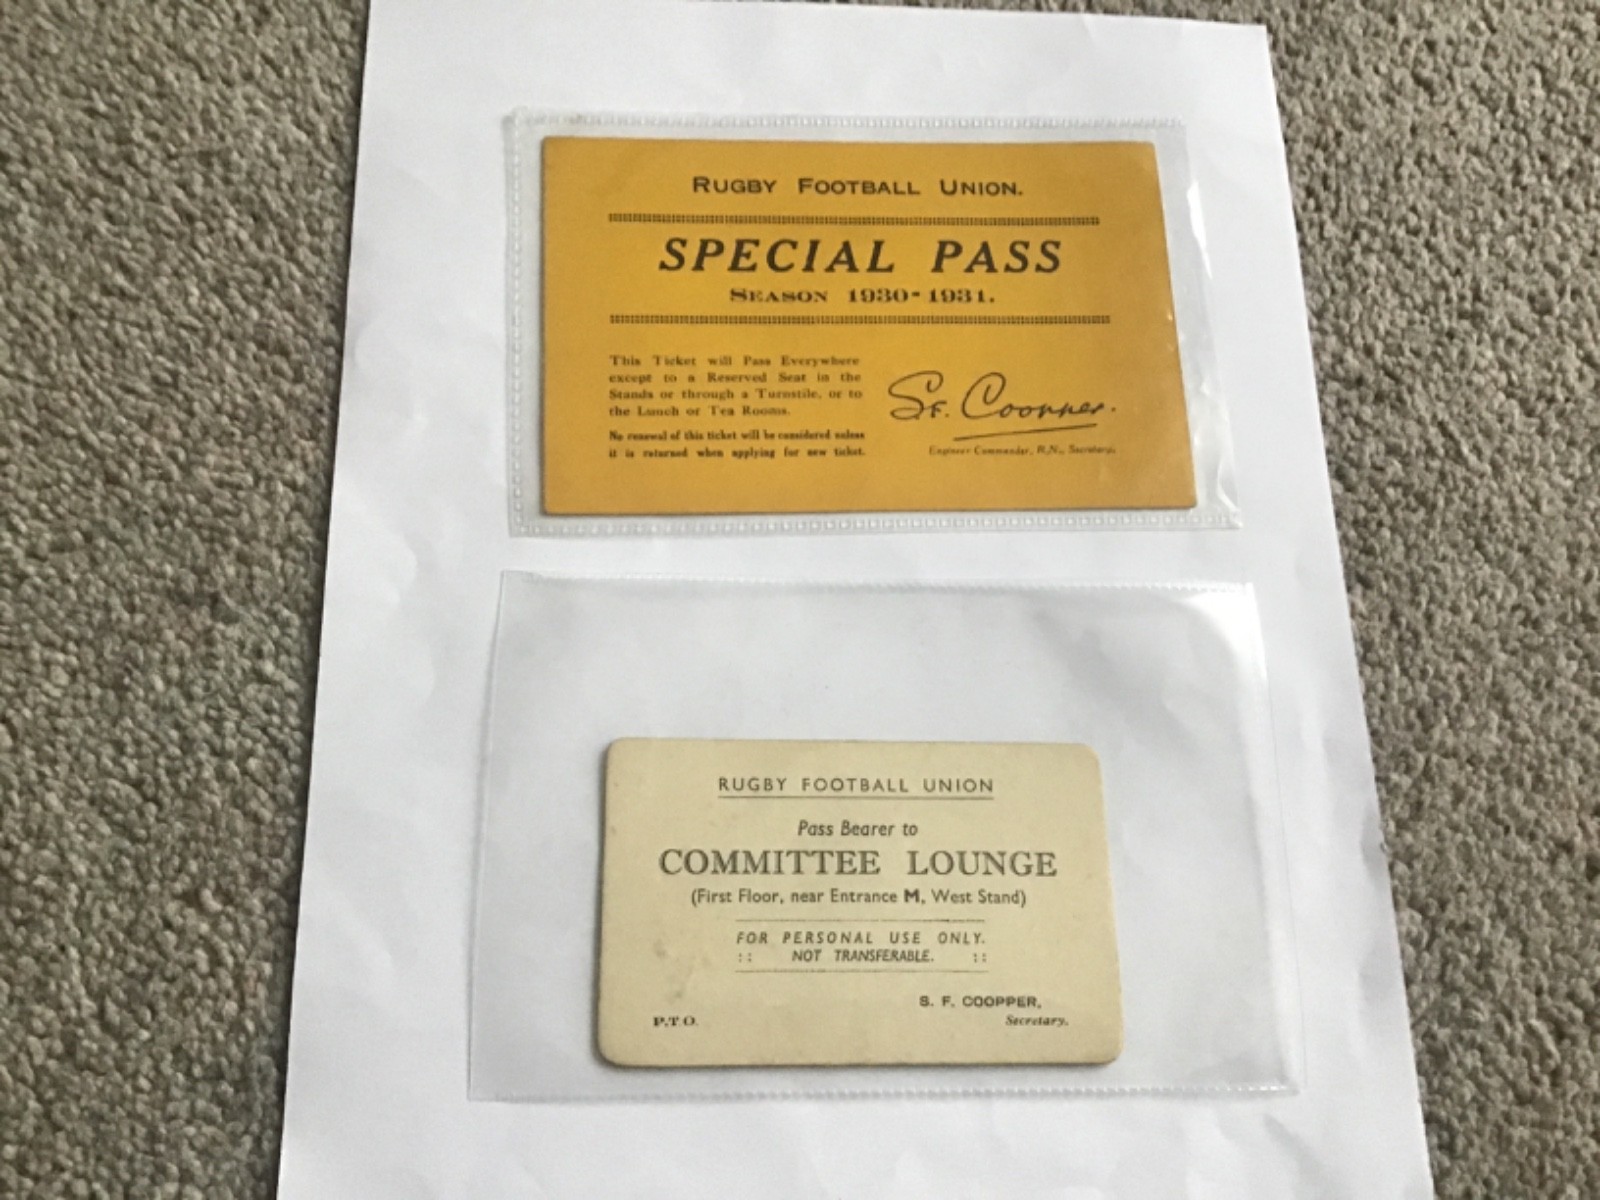 RUGBY FOOTBALL UNION.
SPECIAL PASS
SEASON 1930-1931.
This Ticket will Pass Everywhere
except to a Reserved Seat in the
Stands or through a Turnstile, or to
the Lunch or Tea Rooms.
No renewal of this ticket will be considered unless
it is returned when applying for new ticket.
S.F. Coopper.
Engineer Commander, R.N., Secretary.
RUGBY FOOTBALL UNION
Pass Bearer to
COMMITTEE LOUNGE
(First Floor, near Entrance M, West Stand)
FOR PERSONAL USE ONLY.
:: NOT TRANSFERABLE. ::
S. F. COOPPER,
P.T.O. Secretary.